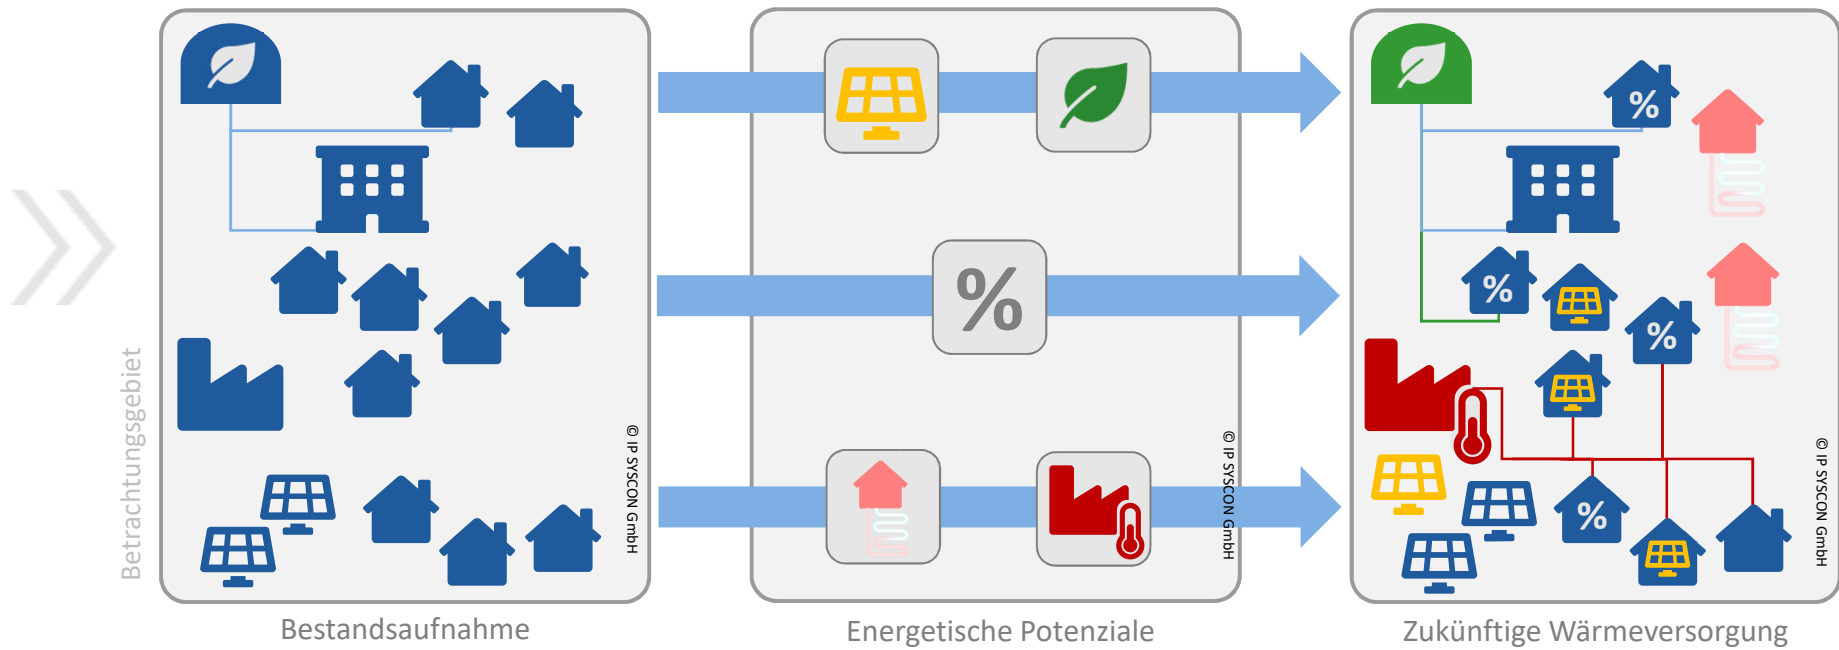 Betrachtungsgebiet
© IP SYSCON GmbH
Bestandsaufnahme
%
© IP SYSCON GmbH
Energetische Potenziale
%
%
%
%
© IP SYSCON GmbH
Zukünftige Wärmeversorgung